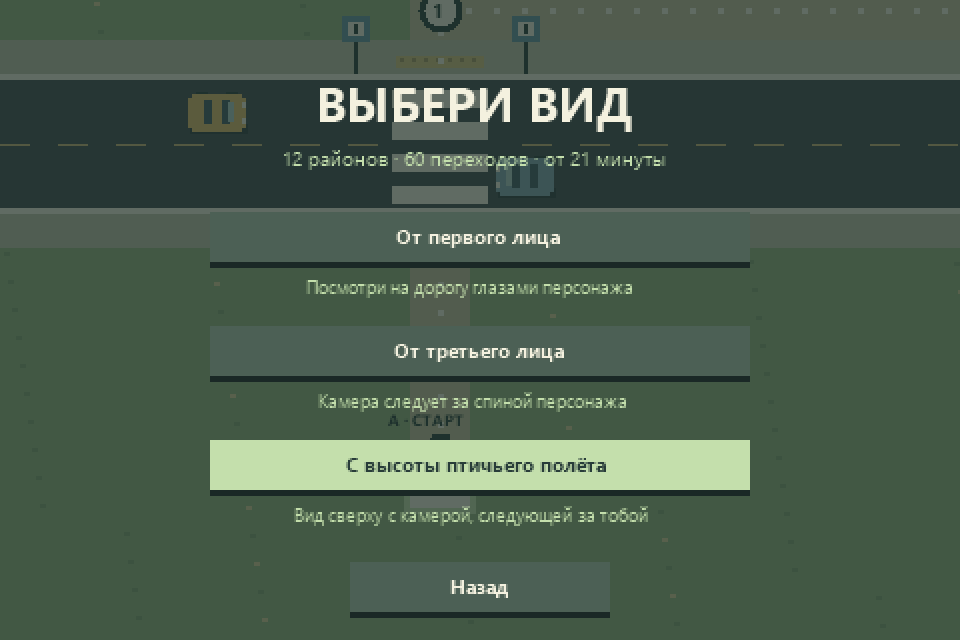 1
ВЫБЕРИ ВИД
12 районов · 60 переходов · от 21 минуты
От первого лица
Посмотри на дорогу глазами персонажа
От третьего лица
Камера следует за спиной персонажа
А · СТАРТ
С высоты птичьего полёта
Вид сверху с камерой, следующей за тобой
Назад